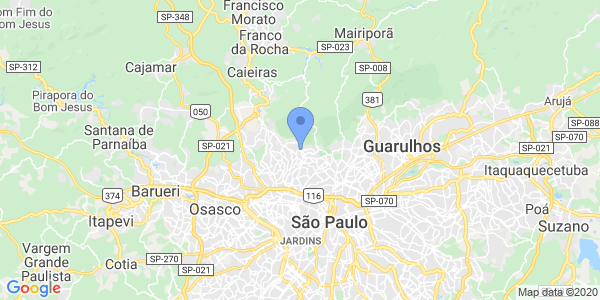 Bom Fim do
Bom Jesus
SP-348
Francisco
Morato
Franco
da Rocha
Mairiporã
SP-023
SP-008
SP-312
Cajamar
Caieiras
Pirapora do
Bom Jesus
050
381
Arujá
SP-088
SP-070
Santana de
Parnaíba
SP-021
Guarulhos
SP-021
Itaquaquecetuba
374
Barueri
116
SP-070
Itapevi
Osasco
São Paulo
Poá
Suzano
JARDINS
Vargem
Grande
Paulista
Cotia
SP-270
SP-021
Google
Map data ©2020